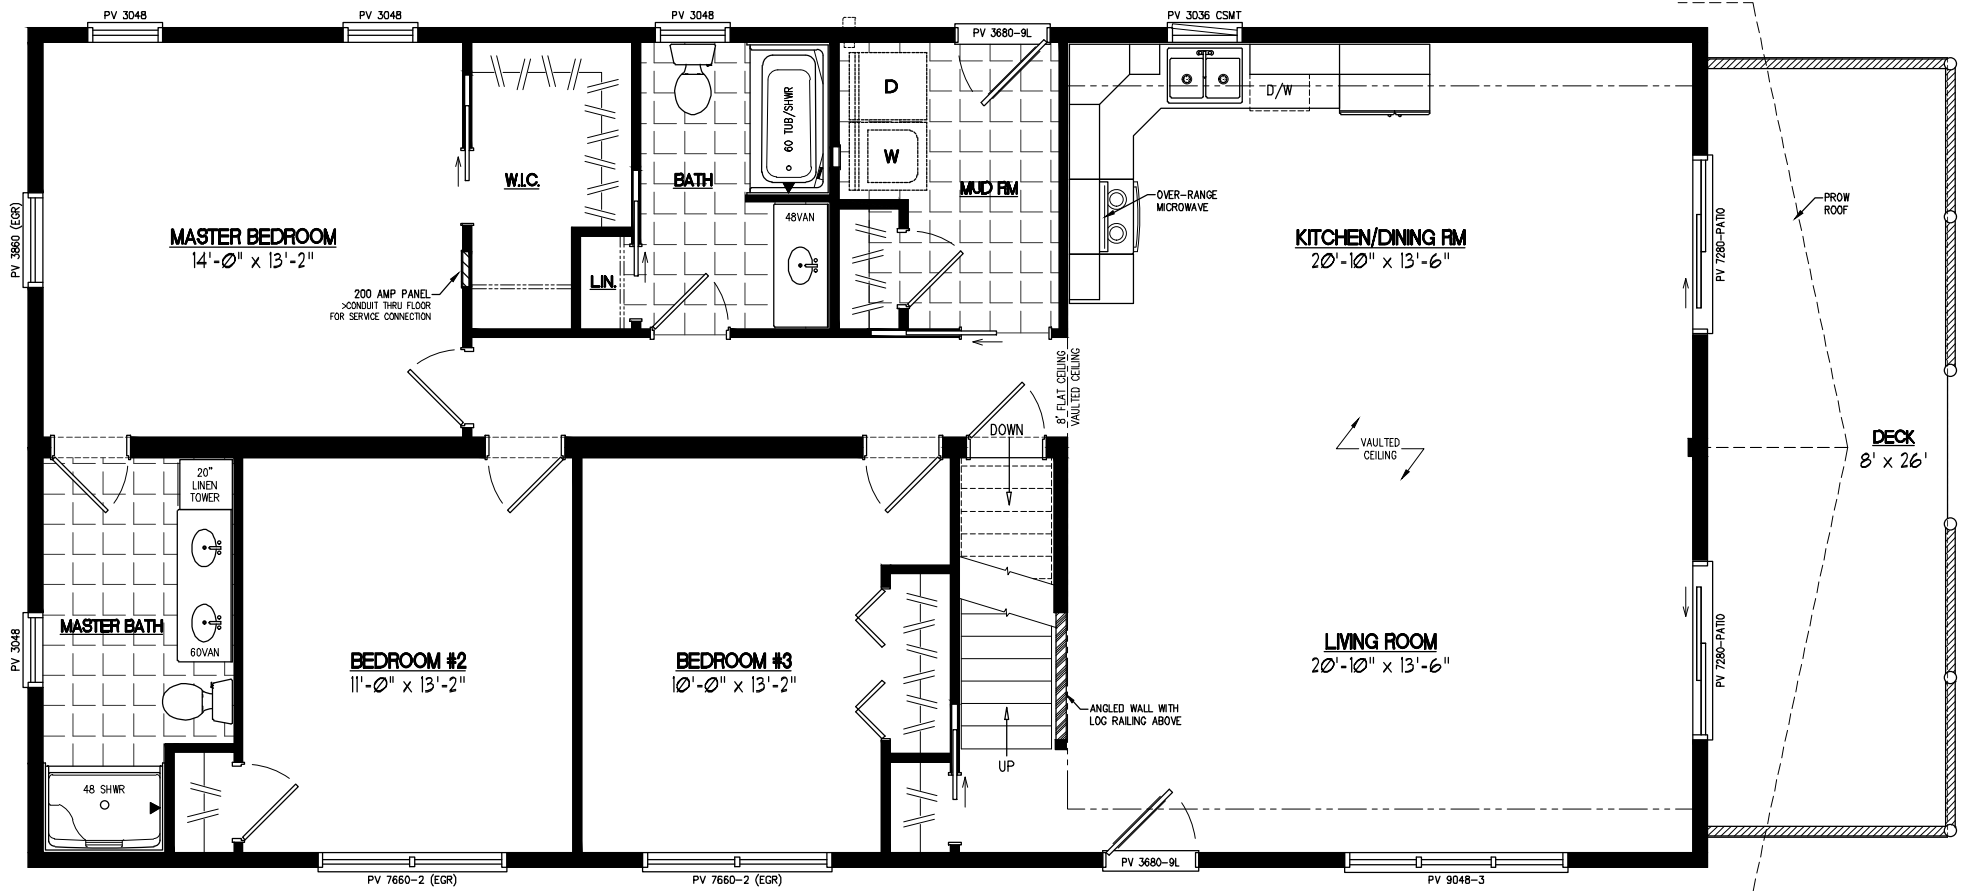 PV 3048
PV 3048
PV 3048
PV 3680-9L
PV 3036 CSMT
D
W
60 TUB/SHWR
D/W
W.I.C.
BATH
MUD RM
OVER-RANGE
MICROWAVE
PROW
ROOF
PV 3860 (EGR)
MASTER BEDROOM
14'-0" x 13'-2"
48VAN
KITCHEN/DINING RM
20'-10" x 13'-6"
PV 7280-PATIO
LIN.
200 AMP PANEL
>CONDUIT THRU FLOOR
FOR SERVICE CONNECTION
8' FLAT CEILING
VAULTED CEILING
DOWN
VAULTED
CEILING
DECK
8' x 26'
20"
LINEN
TOWER
PV 3048
MASTER BATH
60VAN
BEDROOM #2
11'-0" x 13'-2"
BEDROOM #3
10'-0" x 13'-2"
LIVING ROOM
20'-10" x 13'-6"
PV 7280-PATIO
ANGLED WALL WITH
LOG RAILING ABOVE
UP
48 SHWR
PV 7660-2 (EGR)
PV 7660-2 (EGR)
PV 3680-9L
PV 9048-3